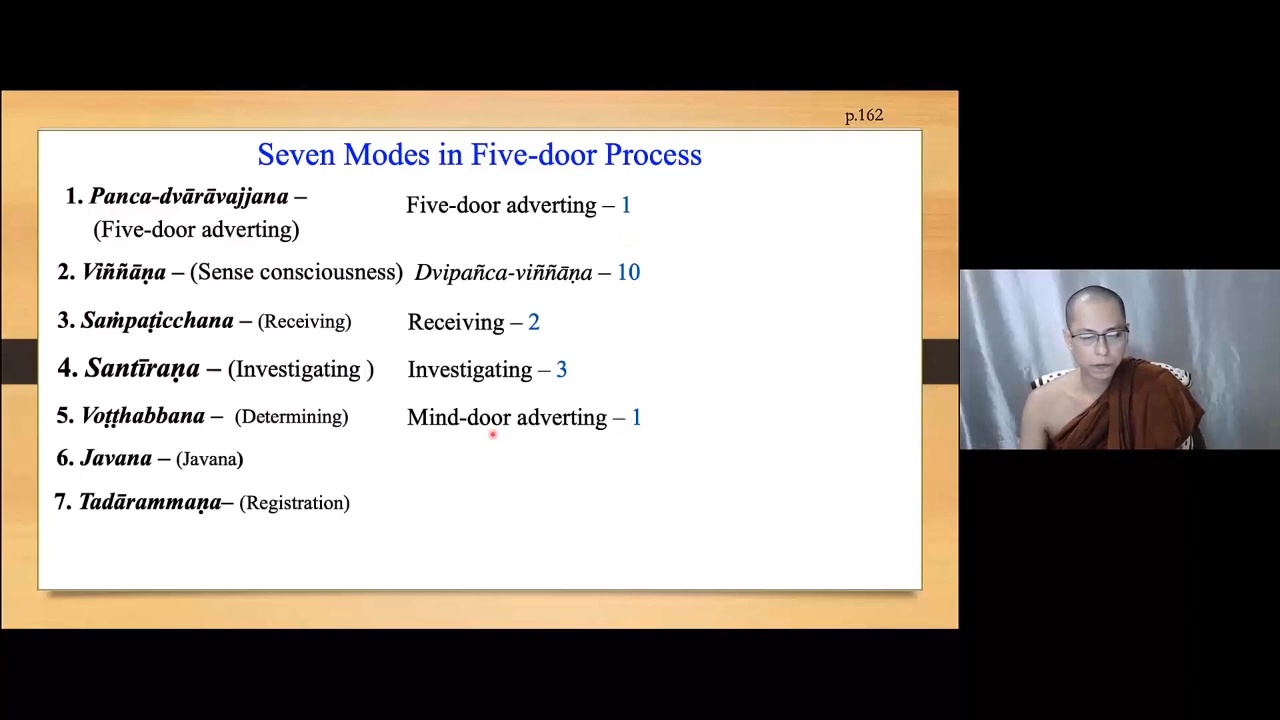 p.162
Seven Modes in Five-door Process
1. Panca-dvārāvajjana – Five-door adverting – 1
(Five-door adverting)
2. Viññāṇa – (Sense consciousness) Dvipañca-viññāṇa – 10
3. Saṁpaṭicchana – (Receiving) Receiving – 2
4. Santīraṇa – (Investigating ) Investigating – 3
5. Voṭṭhabbana – (Determining) Mind-door adverting – 1
6. Javana – (Javana)
7. Tadārammaṇa– (Registration)